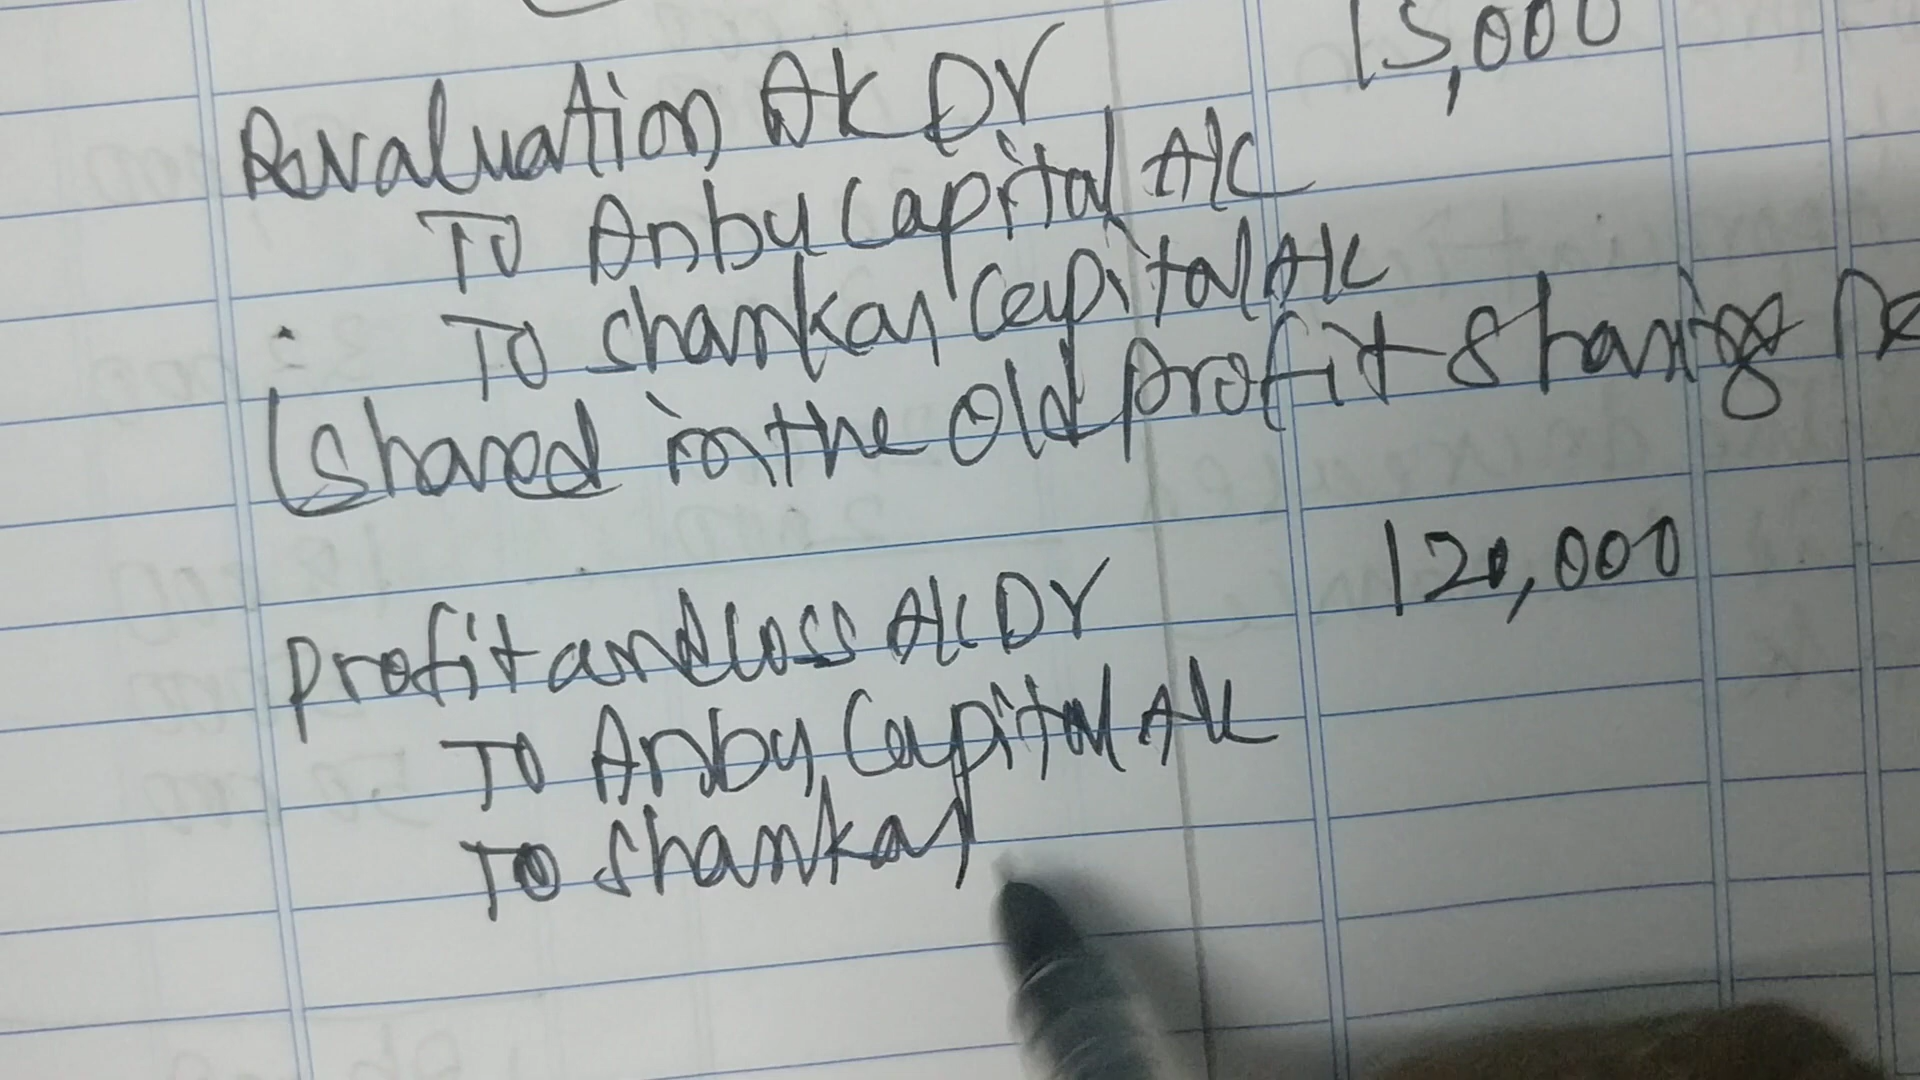 Revaluation A/c Dr 15,000
To Anbu Capital A/C
To Shankar Capital A/c
(Shared in the old profit sharing
Profit and loss A/c Dr 120,000
To Anbu Capital A/c
To Shankar